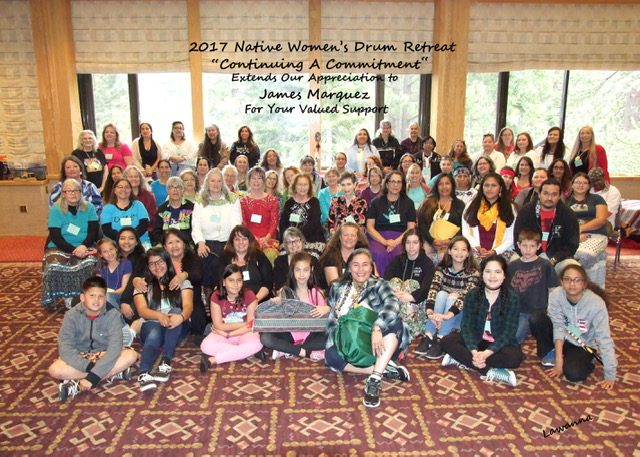 2017 Native Women's Drum Retreat
"Continuing A Commitment"
Extends Our Appreciation to
James Marquez
For Your Valued Support
Lawanna